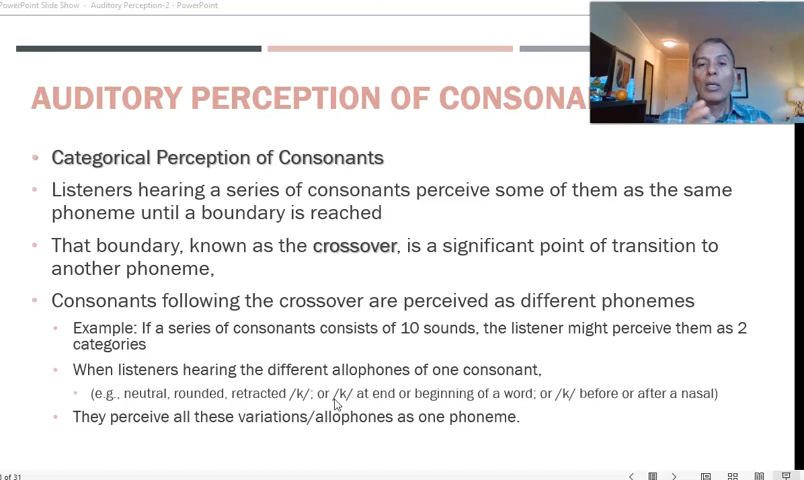 PowerPoint Slide Show - Auditory Perception-2 - PowerPoint
AUDITORY PERCEPTION OF CONSONA
Categorical Perception of Consonants
Listeners hearing a series of consonants perceive some of them as the same
phoneme until a boundary is reached
That boundary, known as the crossover, is a significant point of transition to
another phoneme,
Consonants following the crossover are perceived as different phonemes
Example: If a series of consonants consists of 10 sounds, the listener might perceive them as 2
categories
When listeners hearing the different allophones of one consonant,
(e.g., neutral, rounded, retracted /k/; or /k/ at end or beginning of a word; or /k/ before or after a nasal)
They perceive all these variations/allophones as one phoneme.
of 31